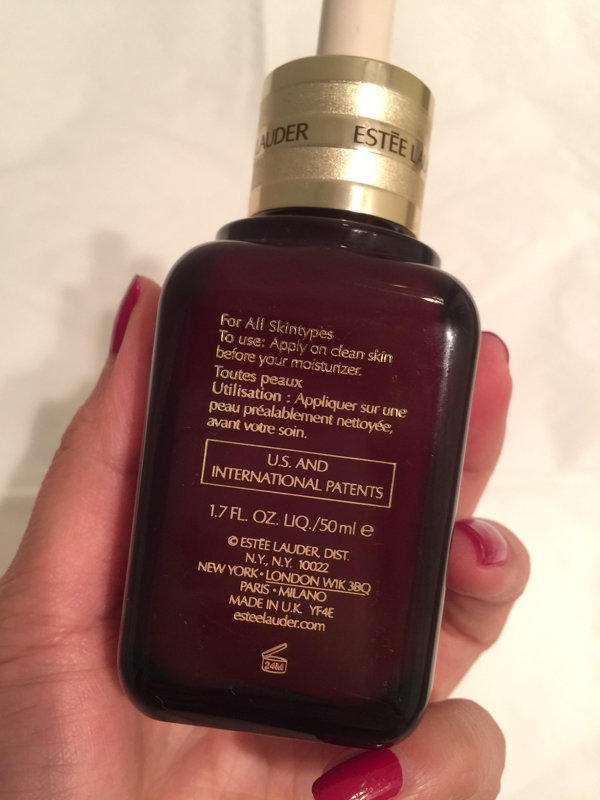 LAUDER ESTĒE LA
For All Skintypes
To use: Apply on clean skin
before your moisturizer.
Toutes peaux
Utilisation : Appliquer sur une
peau préalablement nettoyée,
avant votre soin.
U.S. AND
INTERNATIONAL PATENTS
1.7 FL. OZ. LIQ./50 ml ℮
© ESTĒE LAUDER, DIST.
N.Y., N.Y. 10022
NEW YORK • LONDON W1K 3BQ
PARIS • MILANO
MADE IN U.K. YF4E
esteelauder.com
24M